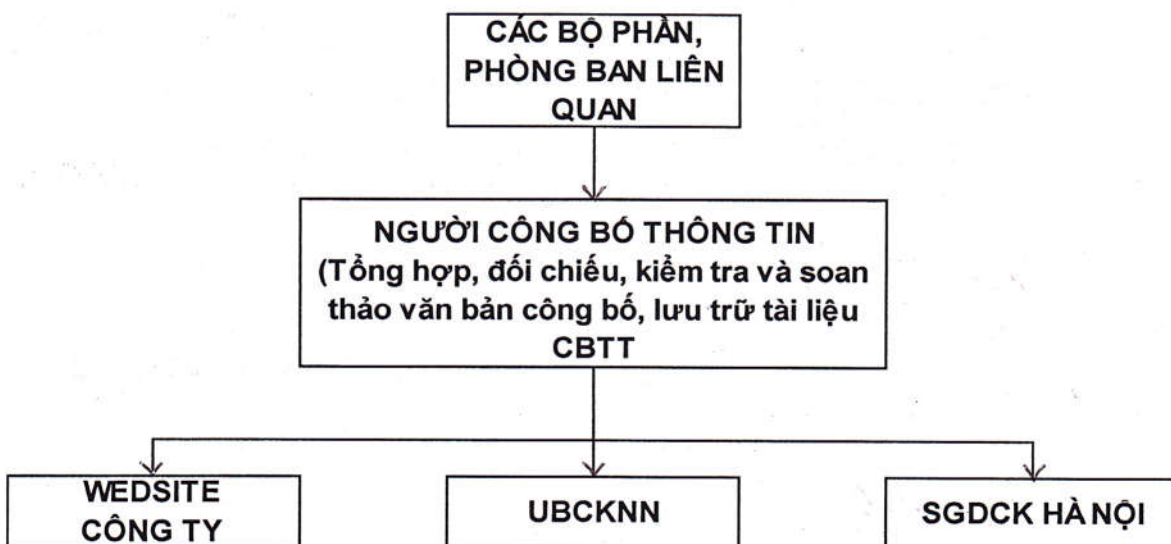 CÁC BỘ PHẦN,
PHÒNG BAN LIÊN
QUAN
NGƯỜI CÔNG BỐ THÔNG TIN
(Tổng hợp, đối chiếu, kiểm tra và soan
thảo văn bản công bố, lưu trữ tài liệu
CBTT
WEDSITE
CÔNG TY
UBCKNN
SGDCK HÀ NỘI